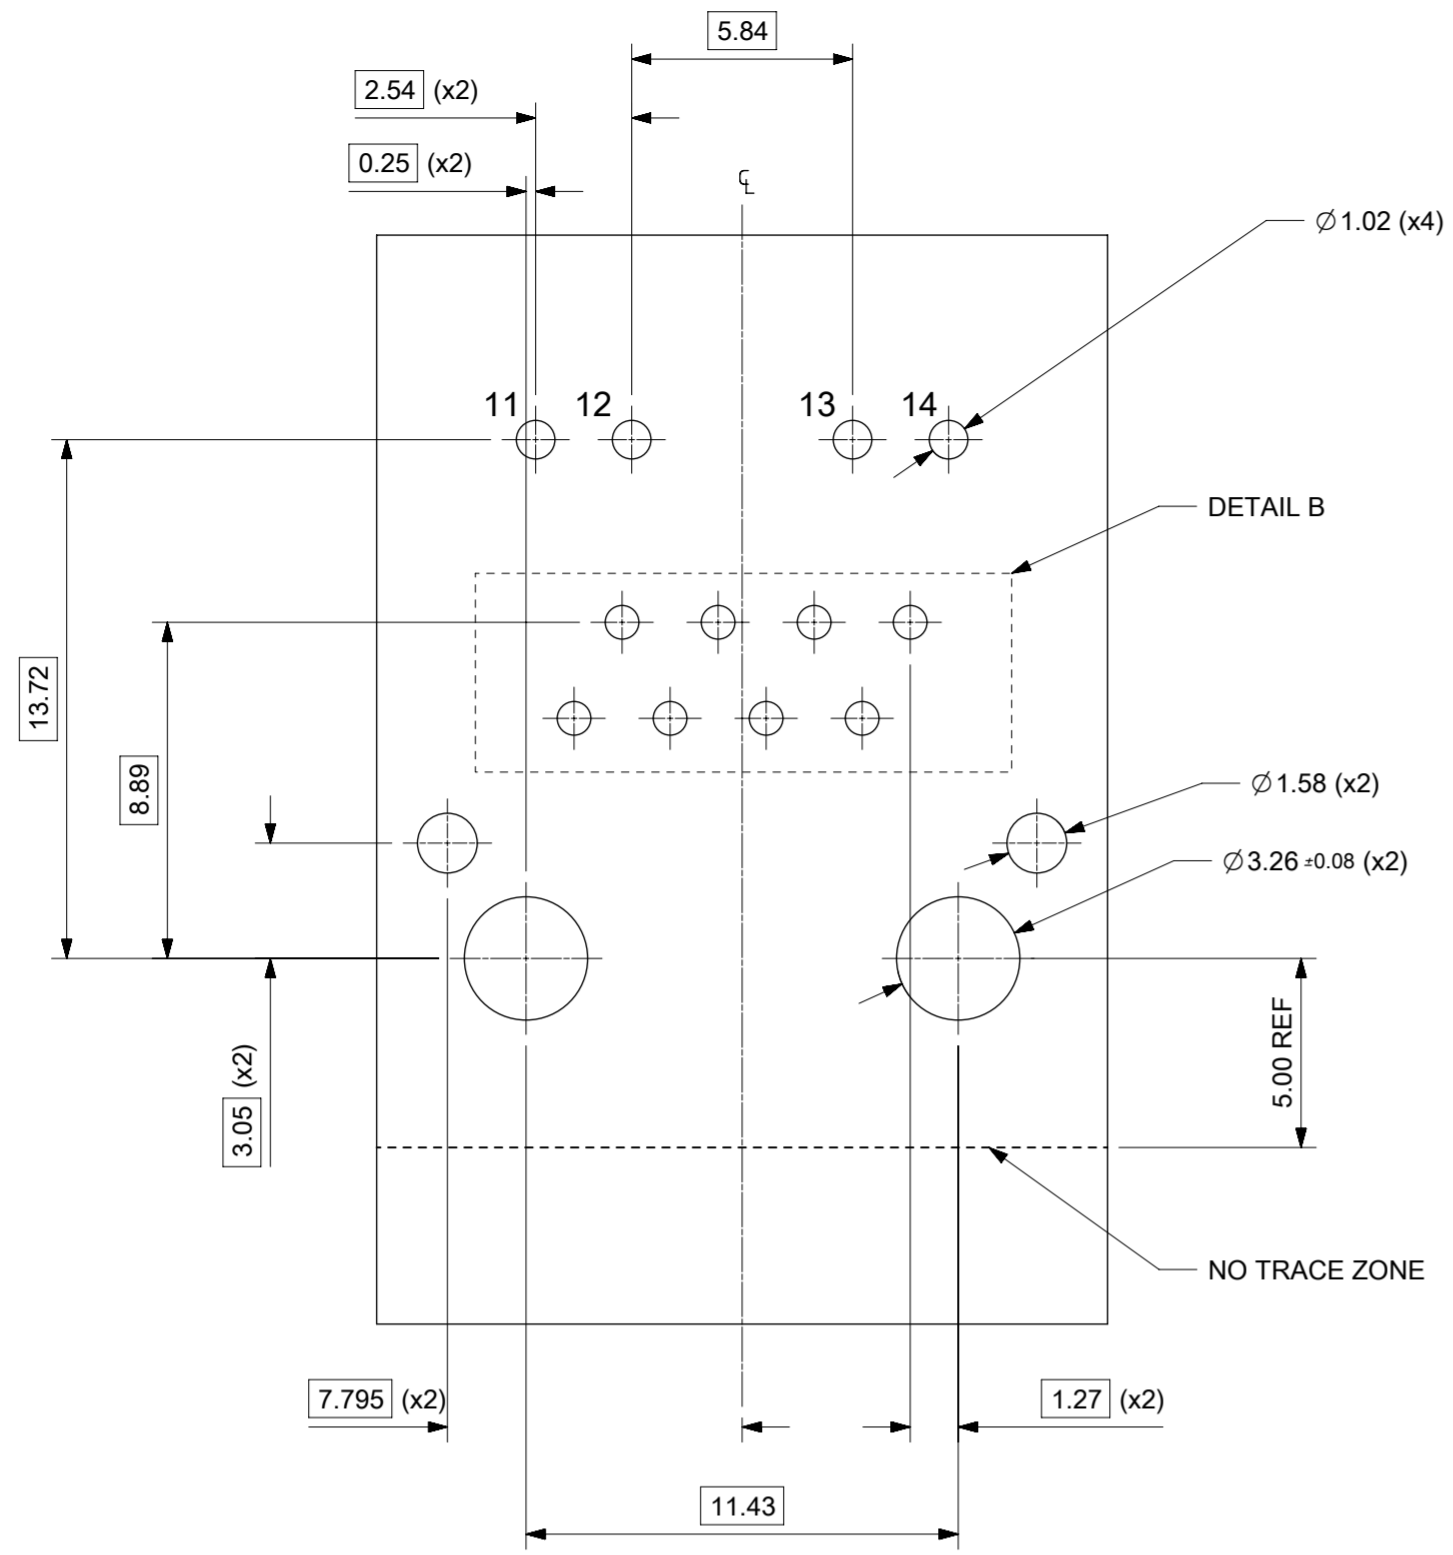 5.84
2.54 (x2)
0.25 (x2)
℄
⌀1.02 (x4)
11 12 13 14
DETAIL B
13.72
8.89
⌀1.58 (x2)
⌀3.26 ±0.08 (x2)
3.05 (x2)
5.00 REF
NO TRACE ZONE
7.795 (x2)
1.27 (x2)
11.43